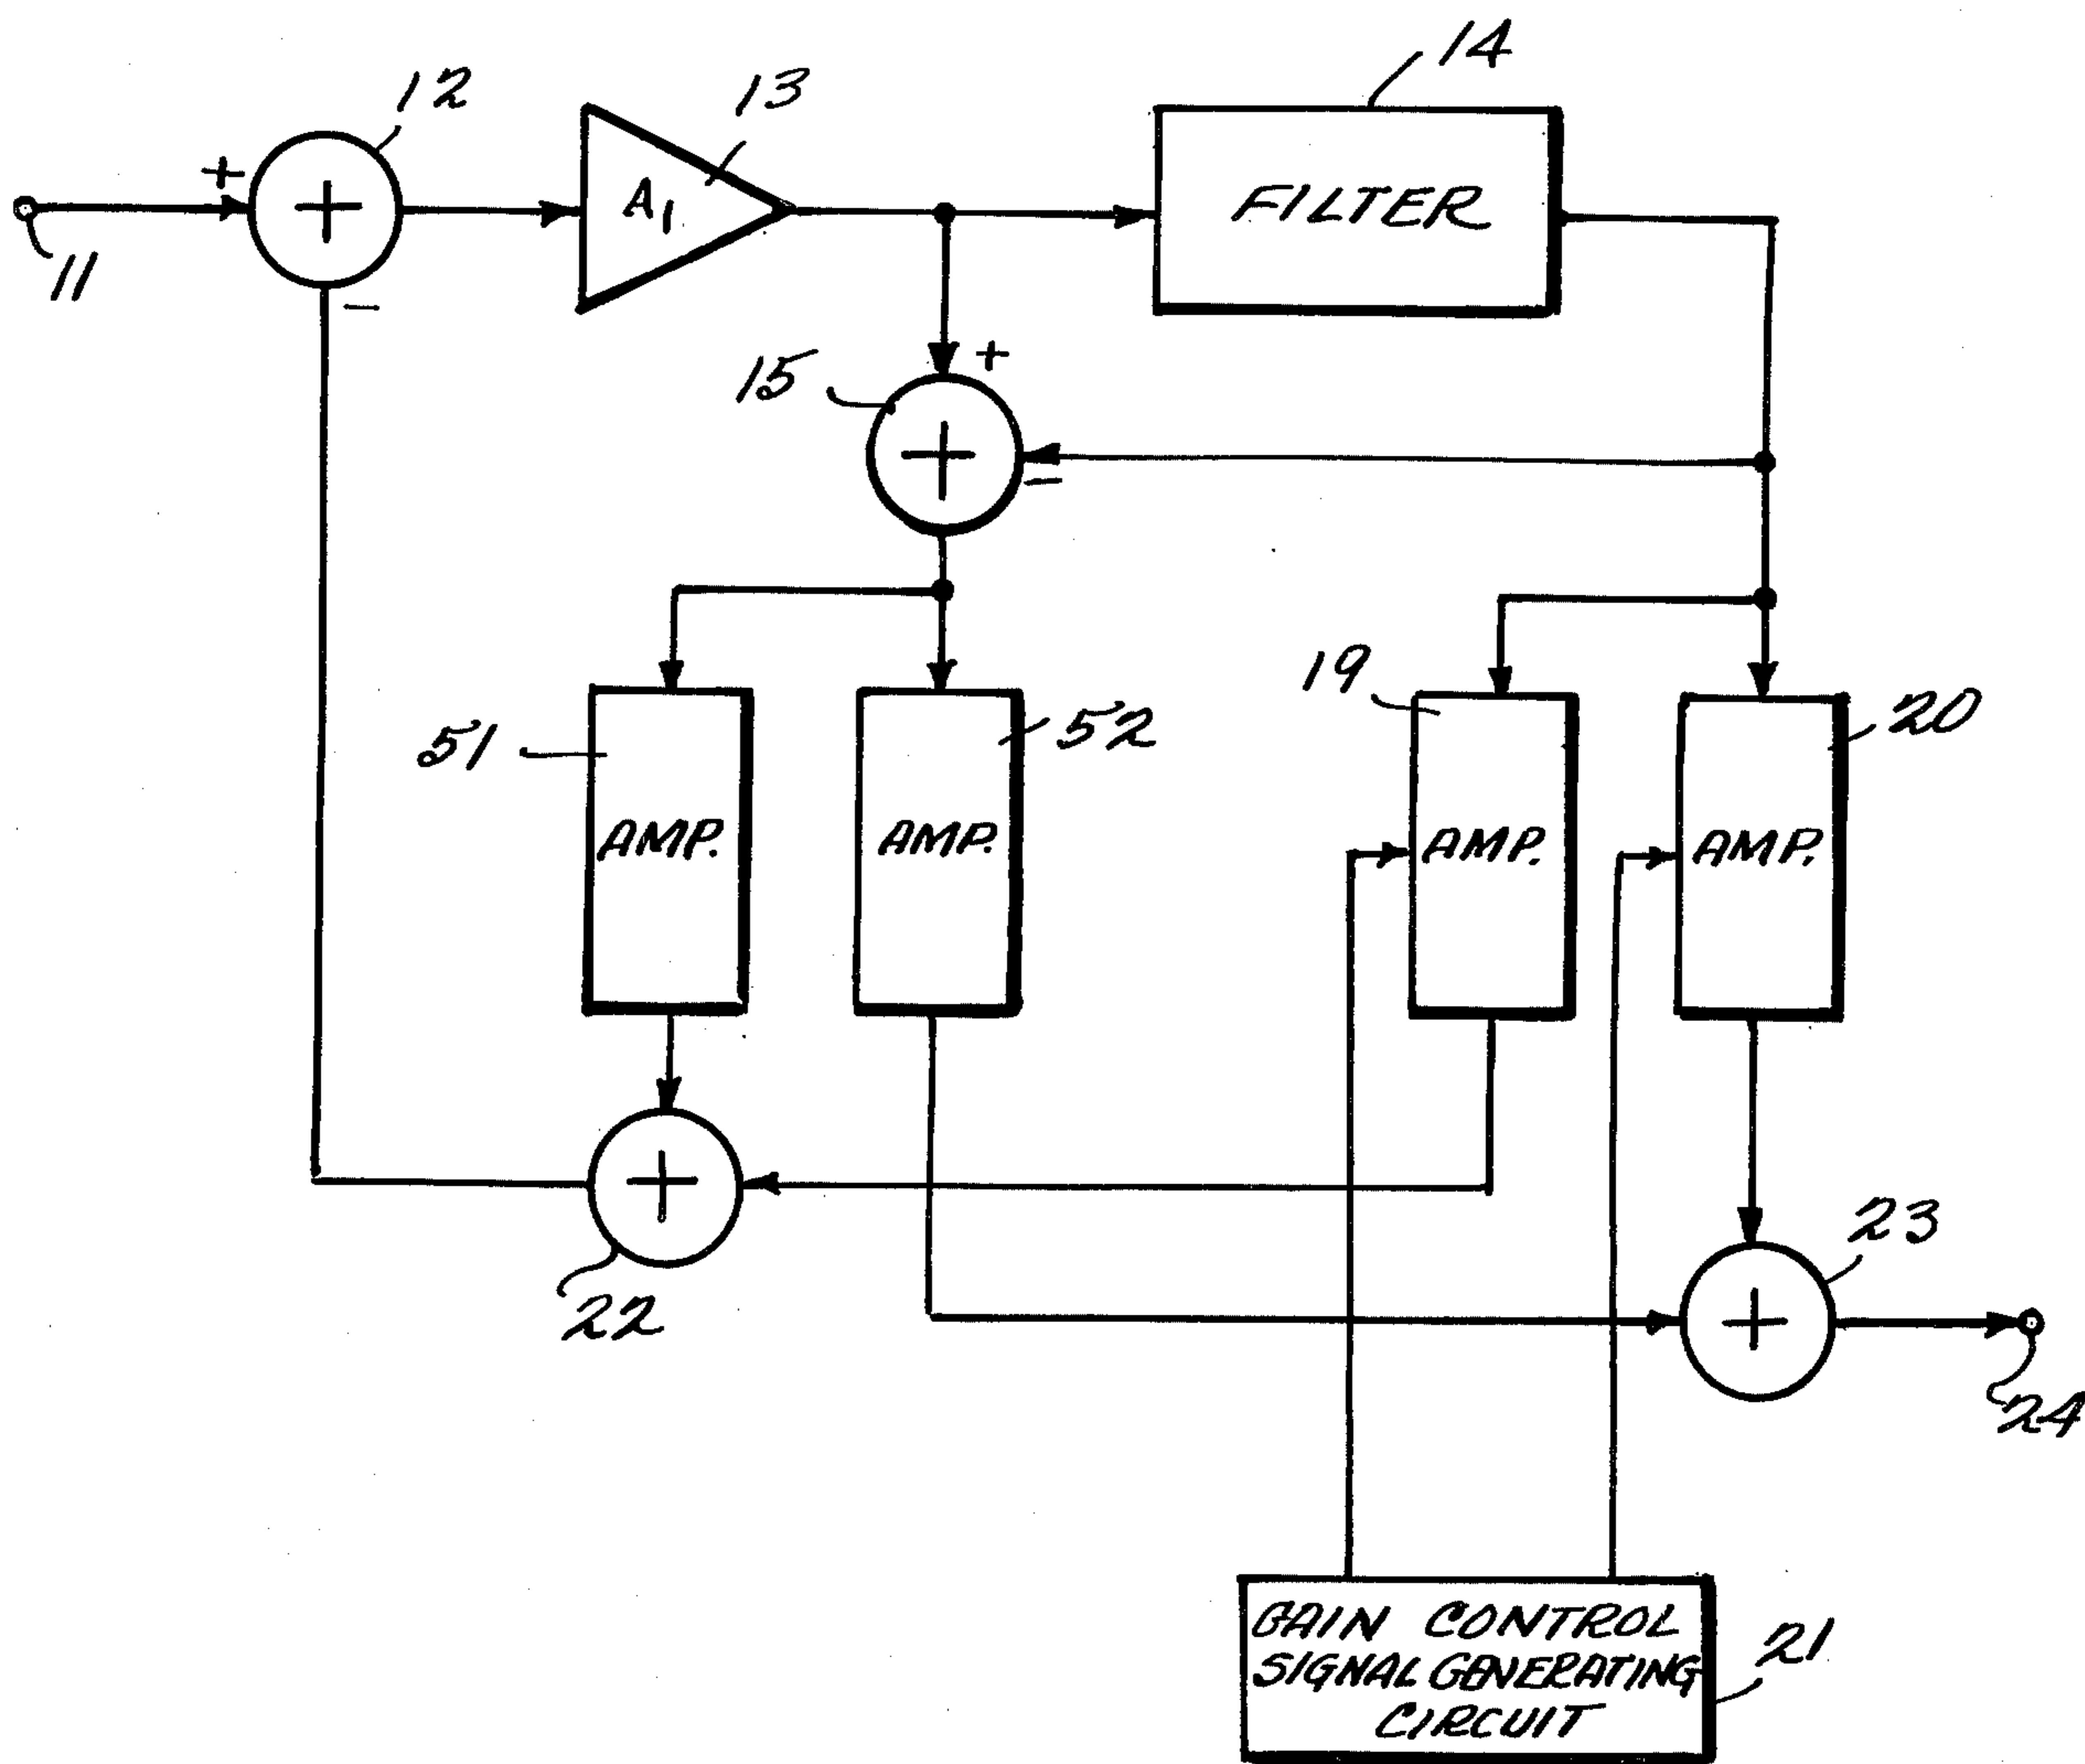 14
12
13
+
A1
FILTER
+
11
−
+
15
+
+
−
19
20
51
52
AMP.
AMP.
AMP.
AMP.
23
+
22
+
24
GAIN CONTROL
SIGNAL GENERATING
CIRCUIT
21